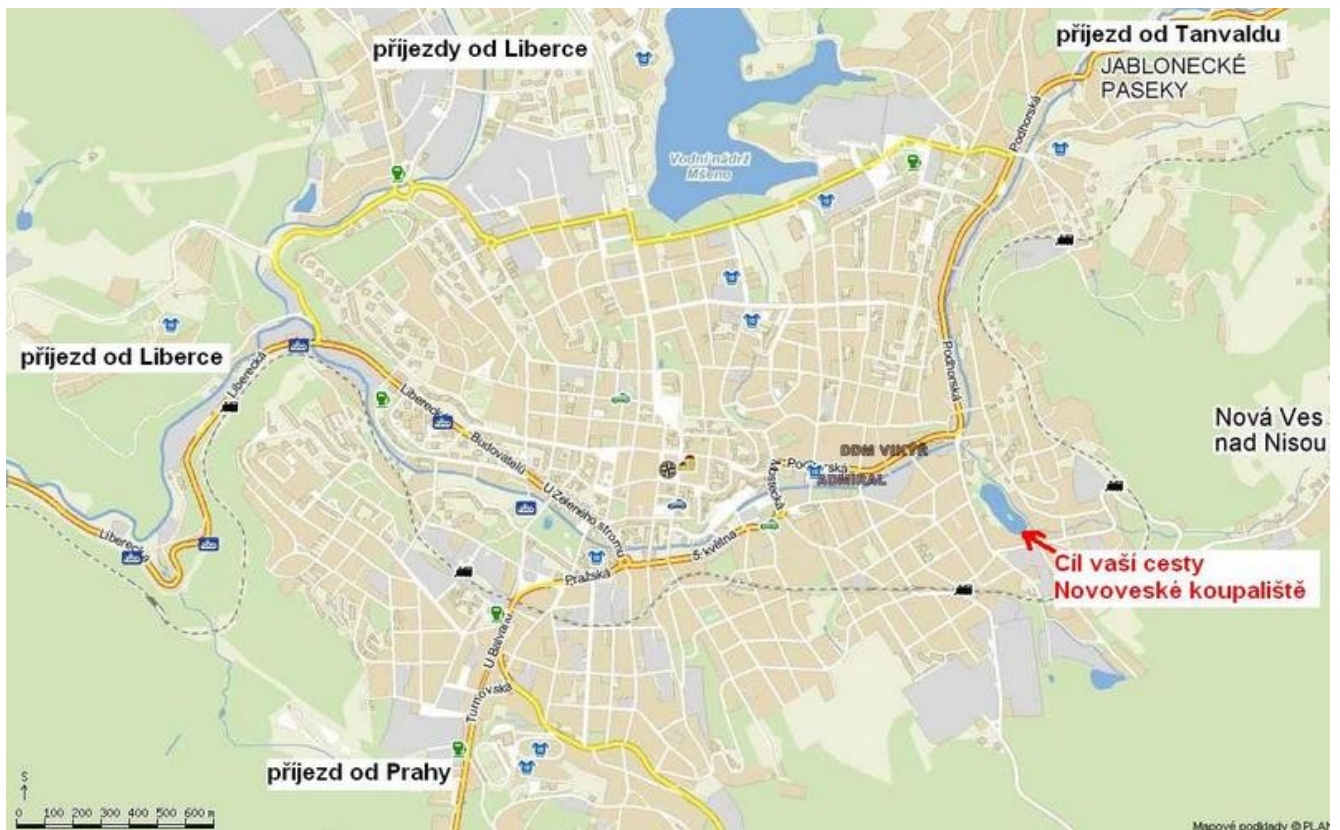 příjezdy od Liberce
příjezd od Tanvaldu
JABLONECKÉ
PASEKY
Podhorská
Vodní nádrž
Mšeno
příjezd od Liberce
Liberecká
Liberecká
Podhorská
Budovatelů
Nová Ves
nad Nisou
DDM VIKÝŘ
Podhorská
ADMIRAL
Mostecká
U Zeleného stromu
Liberecká
5. května
Pražská
Cíl vaší cesty
Novoveské koupaliště
U Balvanu
Turnovská
příjezd od Prahy
S
0 100 200 300 400 500 600 m
Mapové podklady © PLAN